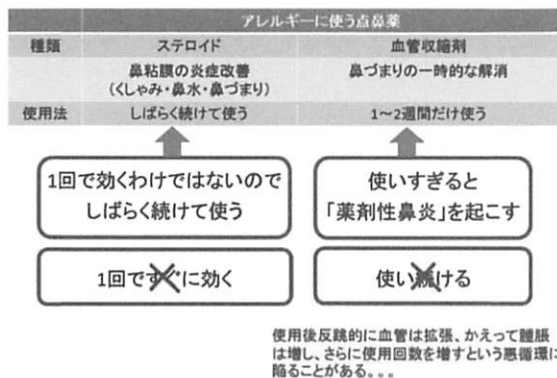 アレルギーに使う点鼻薬
種類 ステロイド 血管収縮剤
鼻粘膜の炎症改善 鼻づまりの一時的な解消
(くしゃみ・鼻水・鼻づまり)
使用法 しばらく続けて使う 1～2週間だけ使う
1回で効くわけではないので
しばらく続けて使う
使いすぎると
「薬剤性鼻炎」を起こす
1回ですぐに効く
使い続ける
使用後反跳的に血管は拡張、かえって腫脹
は増し、さらに使用回数を増すという悪循環に
陥ることがある。。。